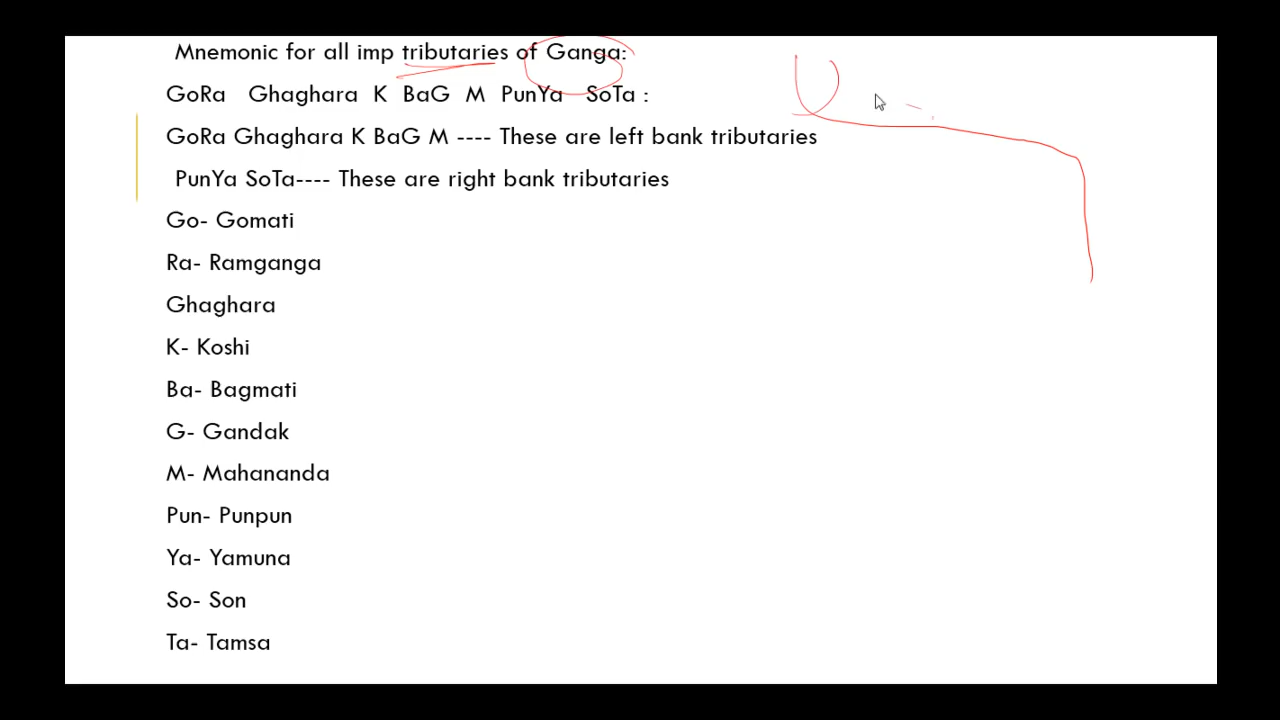 Mnemonic for all imp tributaries of Ganga:
GoRa Ghaghara K BaG M PunYa SoTa :
GoRa Ghaghara K BaG M ---- These are left bank tributaries
PunYa SoTa---- These are right bank tributaries
Go- Gomati
Ra- Ramganga
Ghaghara
K- Koshi
Ba- Bagmati
G- Gandak
M- Mahananda
Pun- Punpun
Ya- Yamuna
So- Son
Ta- Tamsa